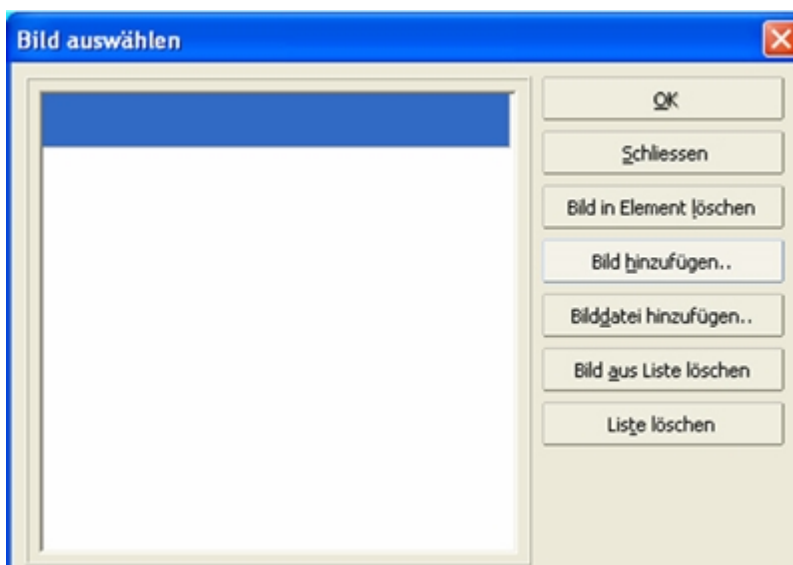 Bild auswählen
OK
Schliessen
Bild in Element löschen
Bild hinzufügen..
Bilddatei hinzufügen..
Bild aus Liste löschen
Liste löschen